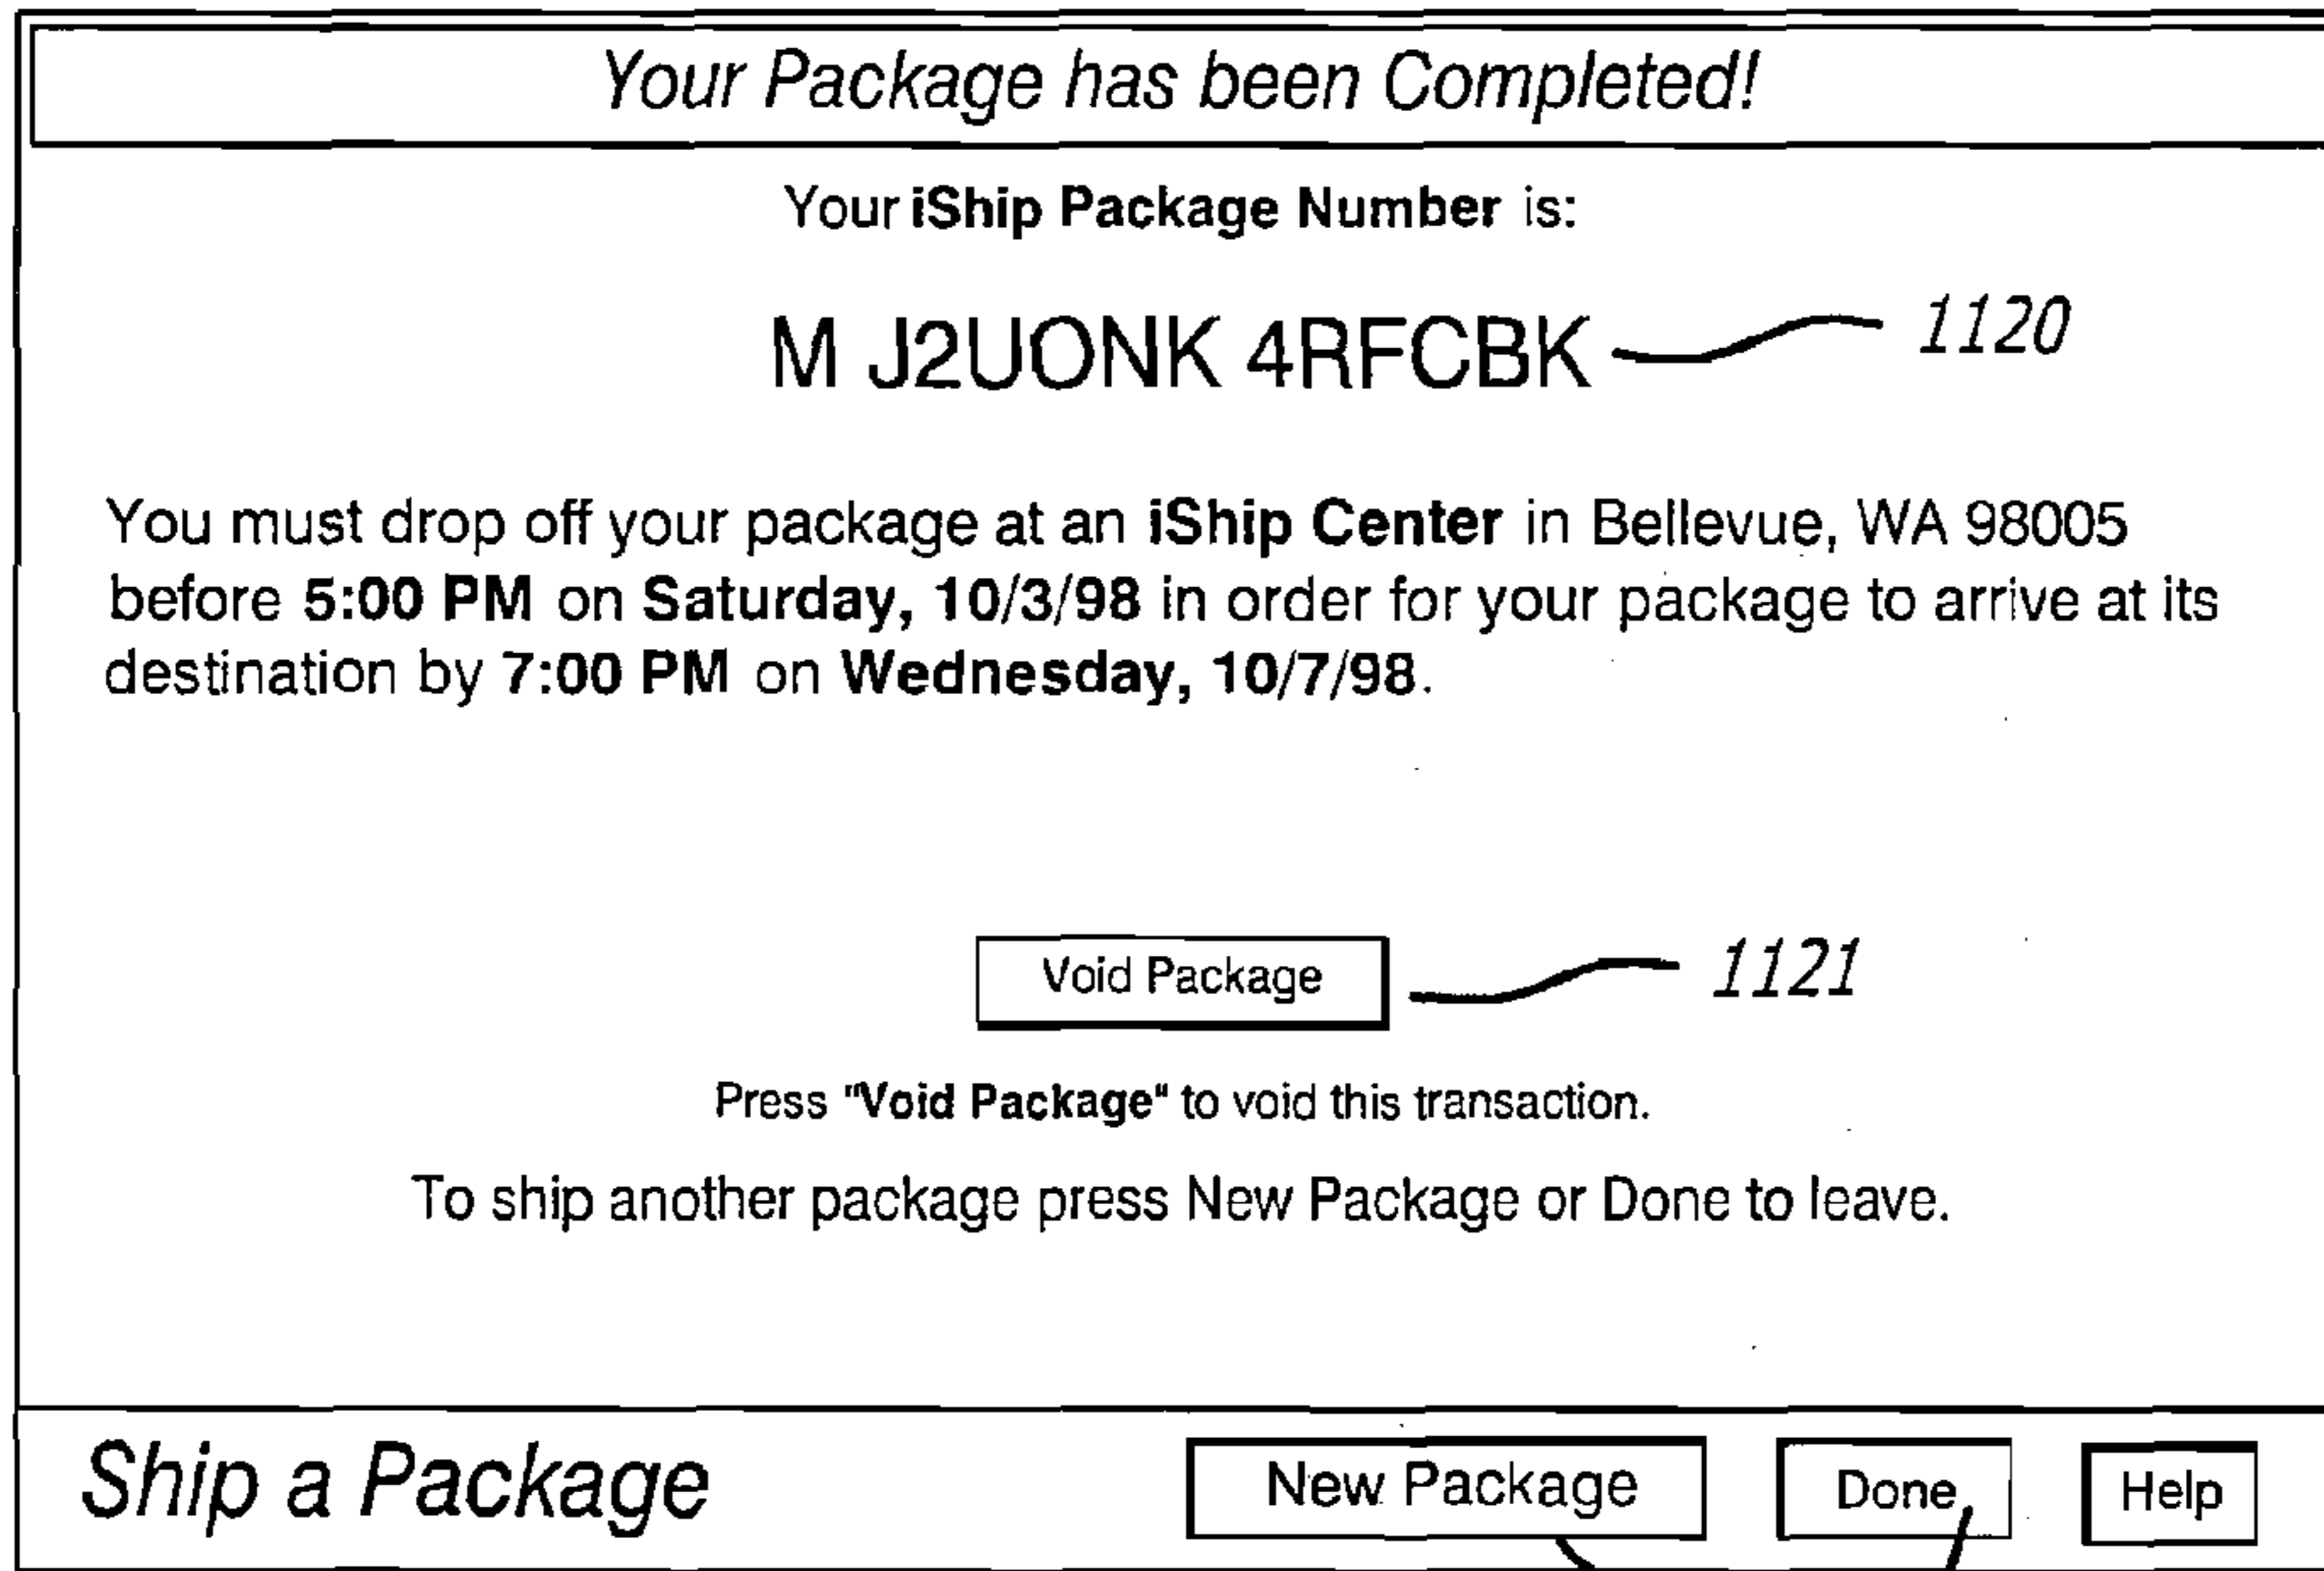 Your Package has been Completed!
Your iShip Package Number is:
M J2UONK 4RFCBK 1120
You must drop off your package at an iShip Center in Bellevue, WA 98005
before 5:00 PM on Saturday, 10/3/98 in order for your package to arrive at its
destination by 7:00 PM on Wednesday, 10/7/98.
Void Package 1121
Press "Void Package" to void this transaction.
To ship another package press New Package or Done to leave.
Ship a Package New Package Done Help